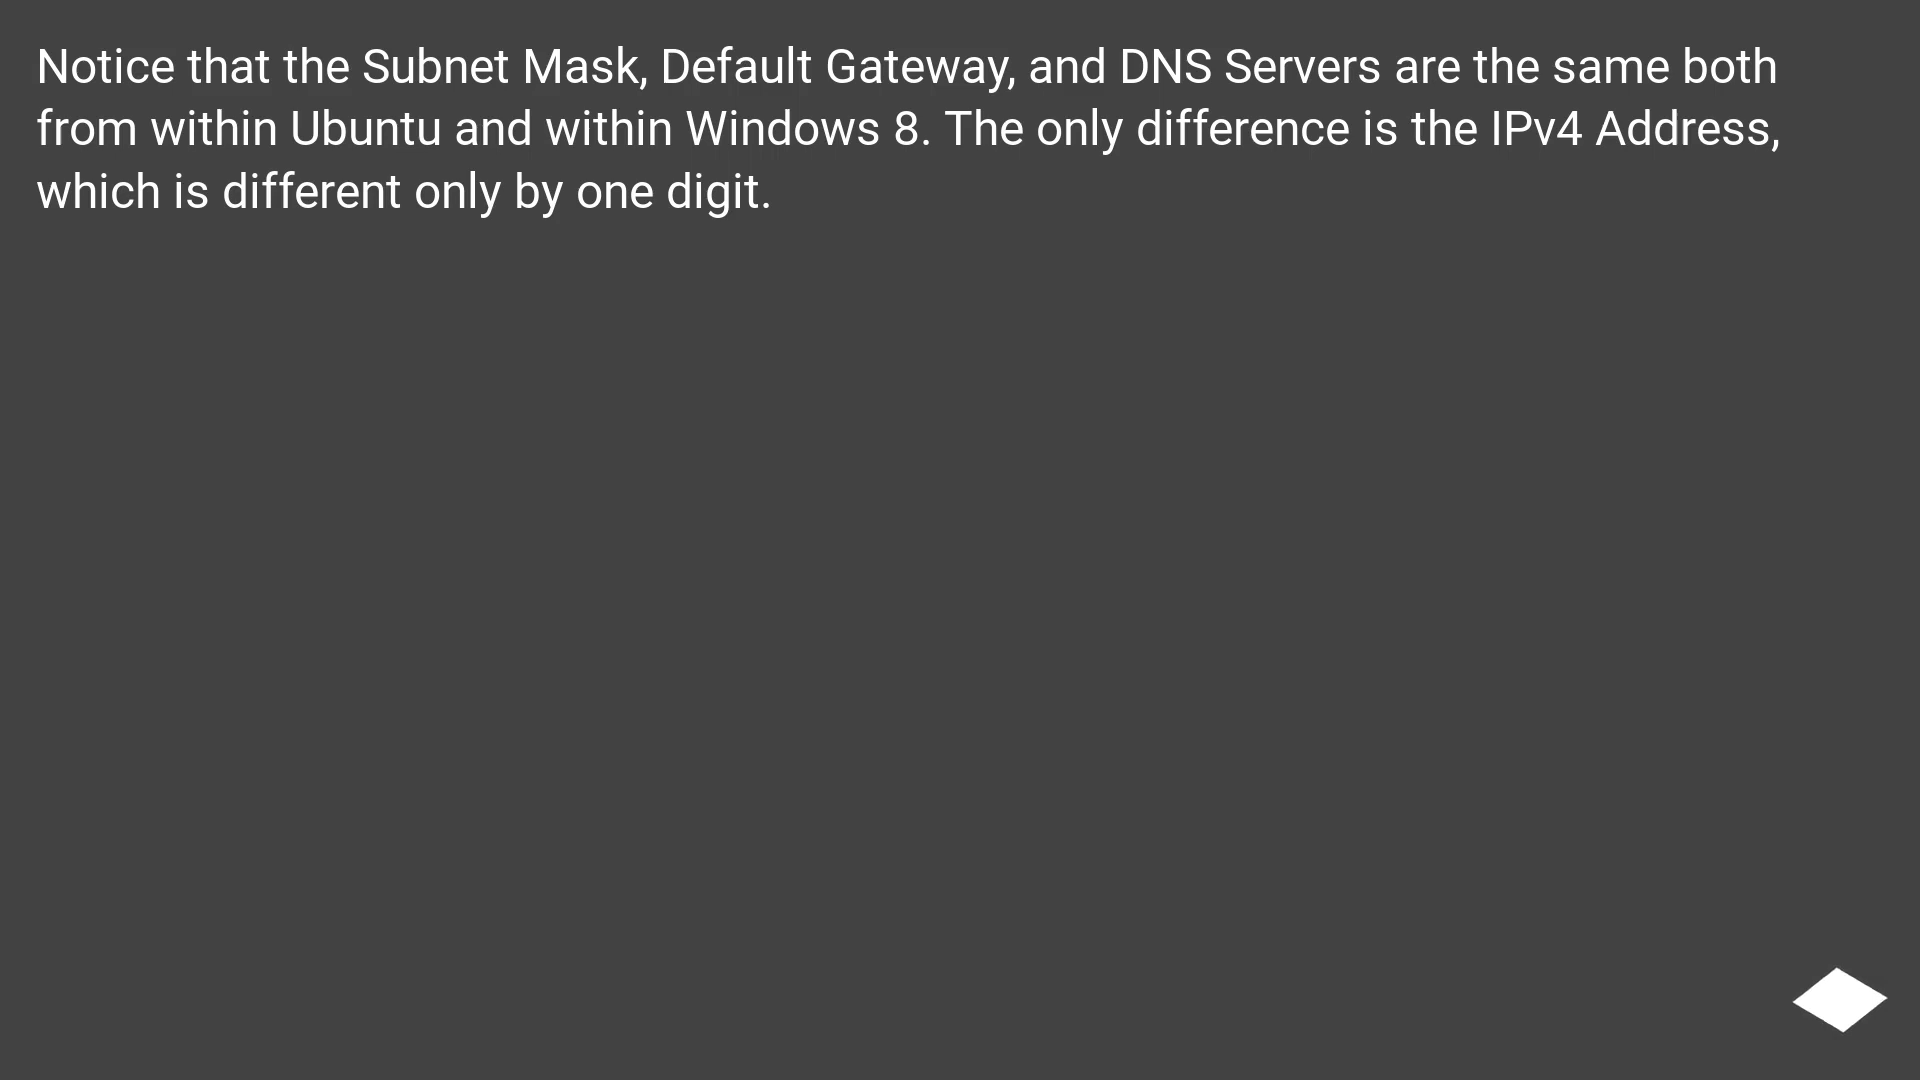 Notice that the Subnet Mask, Default Gateway, and DNS Servers are the same both
from within Ubuntu and within Windows 8. The only difference is the IPv4 Address,
which is different only by one digit.